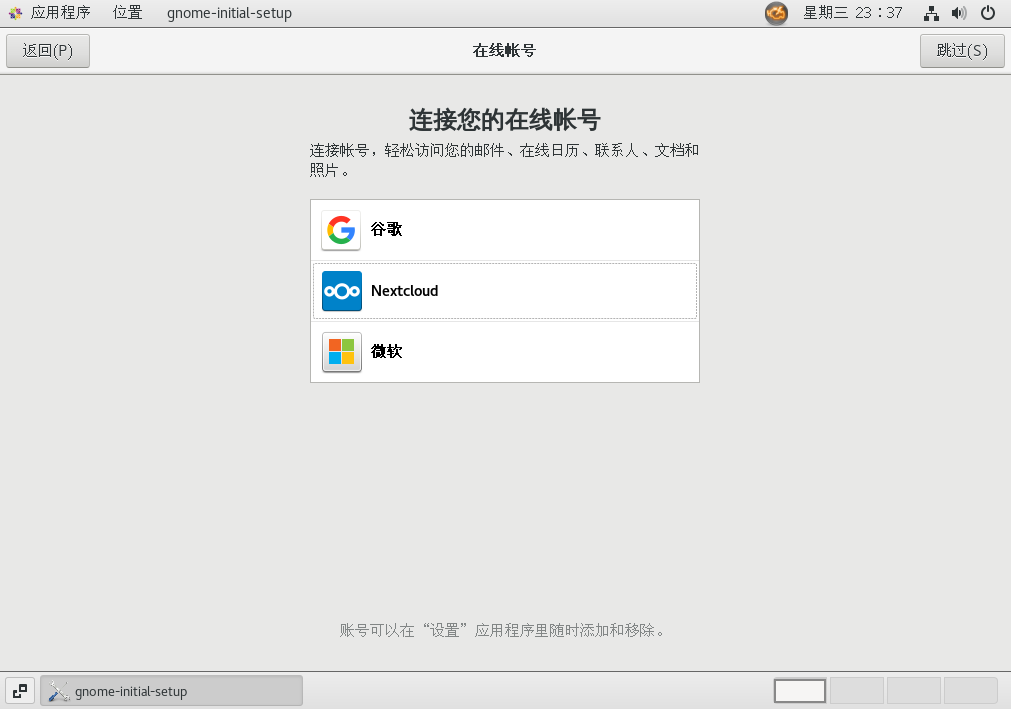 应用程序 位置 gnome-initial-setup 星期三 23：37
返回(P) 在线帐号 跳过(S)
连接您的在线帐号
连接帐号，轻松访问您的邮件、在线日历、联系人、文档和
照片。
谷歌
Nextcloud
微软
账号可以在“设置”应用程序里随时添加和移除。
gnome-initial-setup